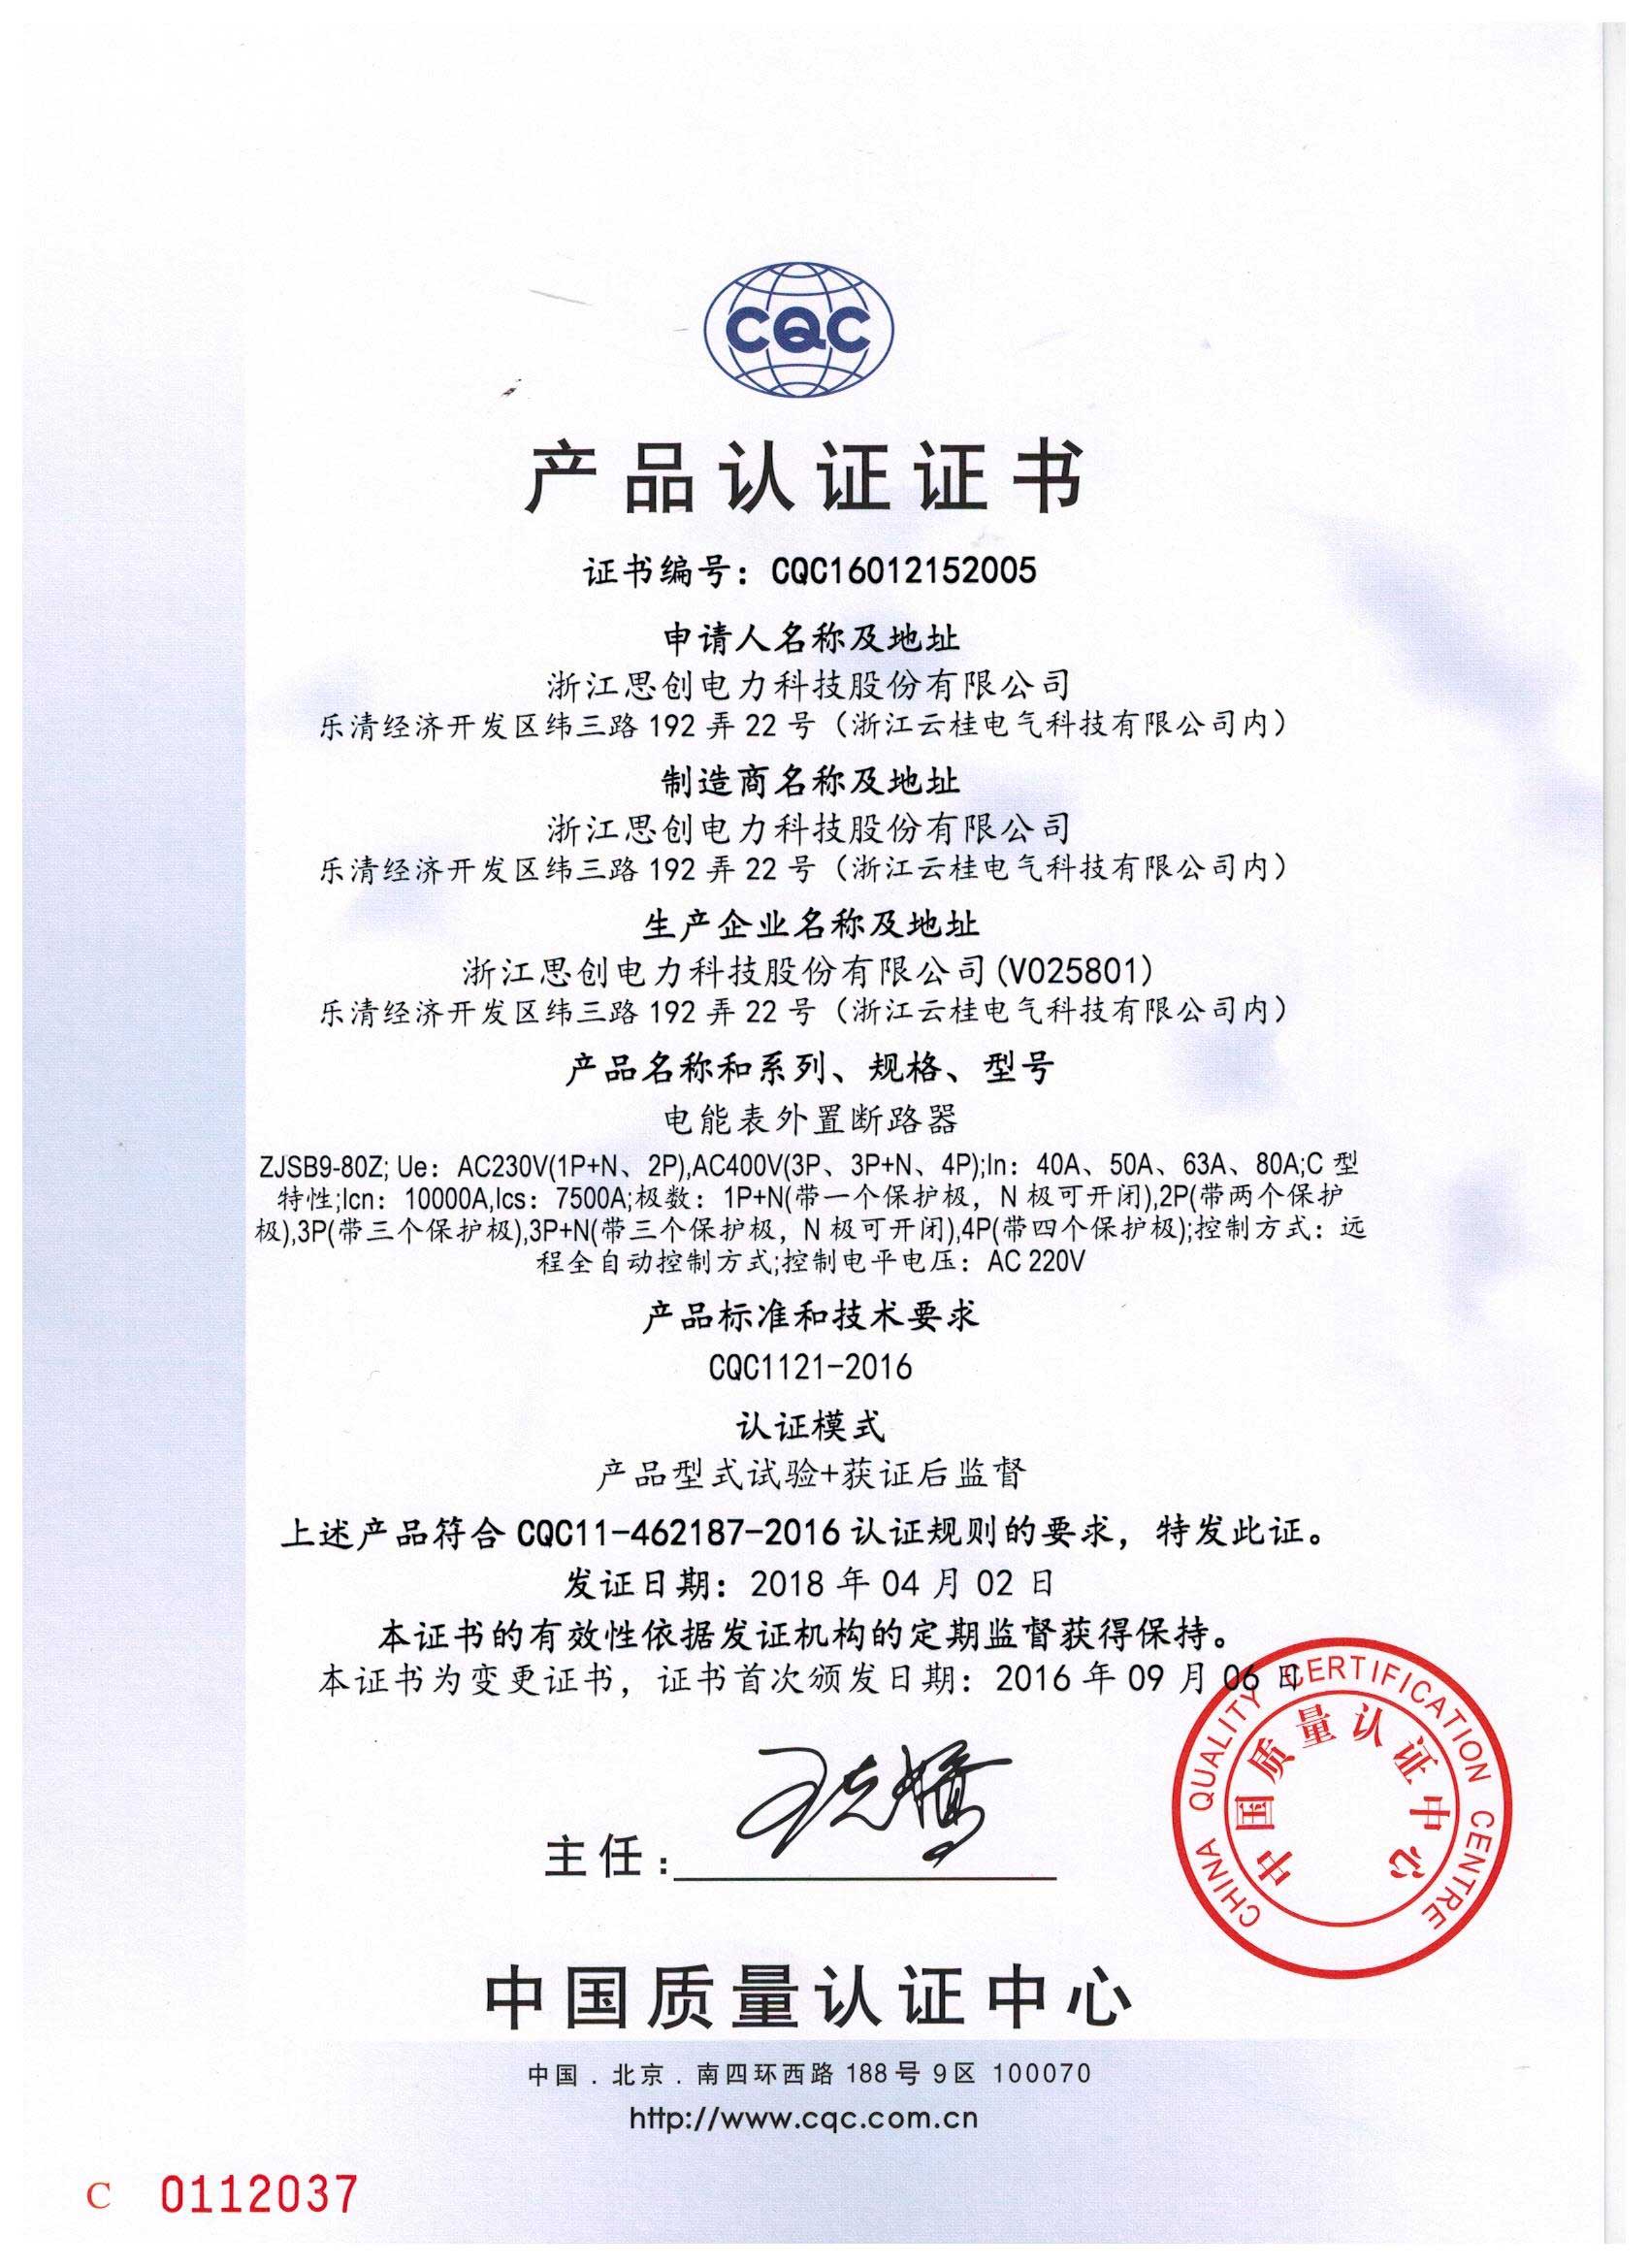 CQC
产品认证证书
证书编号：CQC16012152005
申请人名称及地址
浙江思创电力科技股份有限公司
乐清经济开发区纬三路 192 弄 22 号（浙江云桂电气科技有限公司内）
制造商名称及地址
浙江思创电力科技股份有限公司
乐清经济开发区纬三路 192 弄 22 号（浙江云桂电气科技有限公司内）
生产企业名称及地址
浙江思创电力科技股份有限公司(V025801)
乐清经济开发区纬三路 192 弄 22 号（浙江云桂电气科技有限公司内）
产品名称和系列、规格、型号
电能表外置断路器
ZJSB9-80Z; Ue：AC230V(1P+N、2P),AC400V(3P、3P+N、4P);In：40A、50A、63A、80A;C 型
特性;Icn：10000A,Ics：7500A;极数：1P+N(带一个保护极，N 极可开闭),2P(带两个保护
极),3P(带三个保护极),3P+N(带三个保护极，N 极可开闭),4P(带四个保护极);控制方式：远
程全自动控制方式;控制电平电压：AC 220V
产品标准和技术要求
CQC1121-2016
认证模式
产品型式试验+获证后监督
上述产品符合 CQC11-462187-2016 认证规则的要求，特发此证。
发证日期：2018 年 04 月 02 日
本证书的有效性依据发证机构的定期监督获得保持。
本证书为变更证书，证书首次颁发日期：2016 年 09 月 06 日
CHINA QUALITY CERTIFICATION CENTRE
中国质量认证中心
主任：
中国质量认证中心
中国．北京．南四环西路 188号 9区 100070
http://www.cqc.com.cn
C 0112037